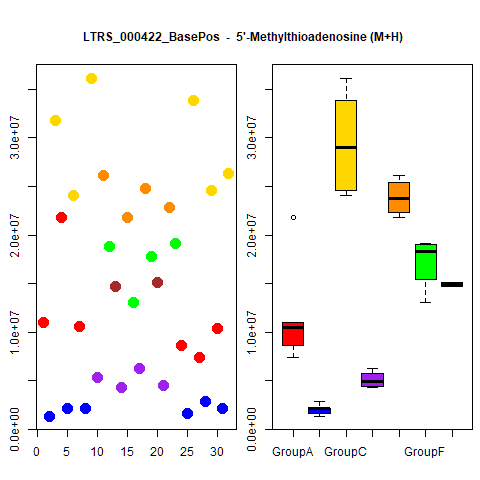 LTRS_000422_BasePos  -  5'-Methylthioadenosine (M+H)
0.0e+00 1.0e+07 2.0e+07 3.0e+07
0 5 10 15 20 25 30
0.0e+00 1.0e+07 2.0e+07 3.0e+07
GroupA GroupC GroupF